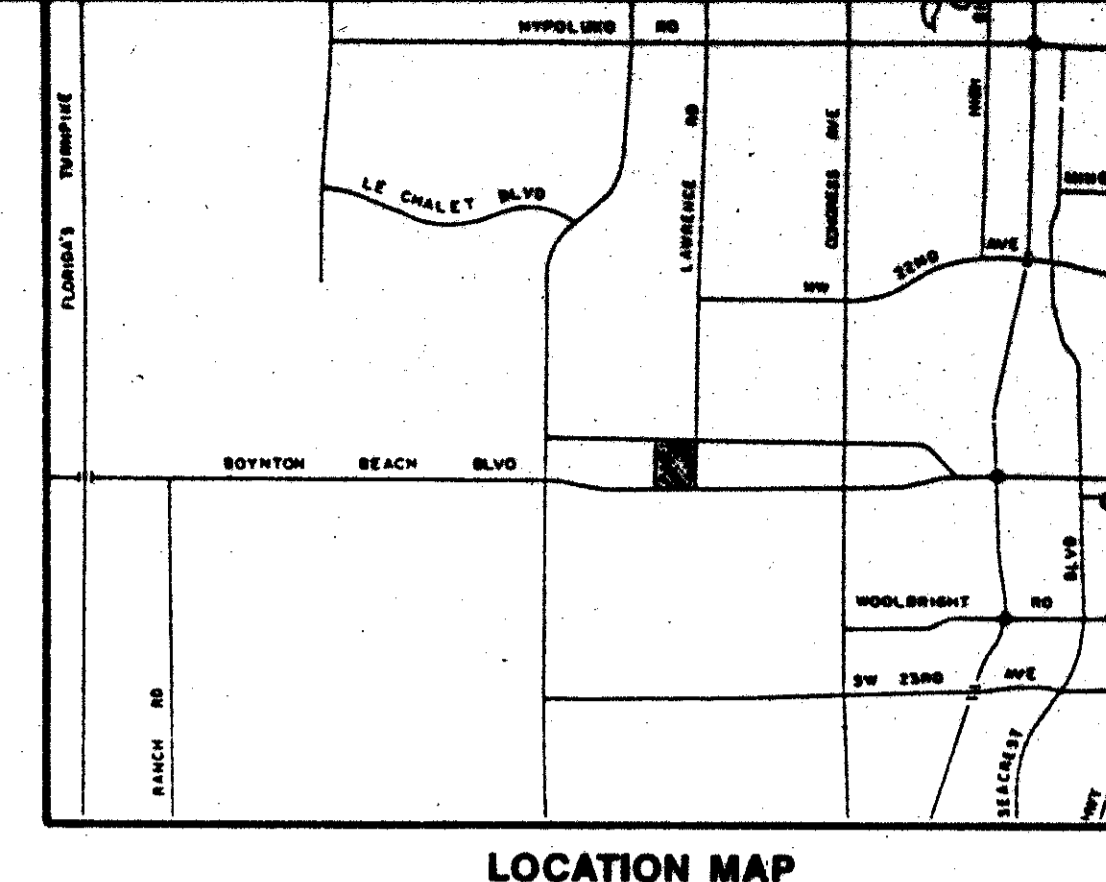 HYPOLUXO RD
FLORIDA'S TURNPIKE
LE CHALET BLVD
LAWRENCE RD
CONGRESS AVE
HIGH
NW 22ND AVE
BOYNTON BEACH BLVD
BLVD
WOOLBRIGHT RD
SW 23RD AVE
RANCH RD
SEACREST
LOCATION MAP